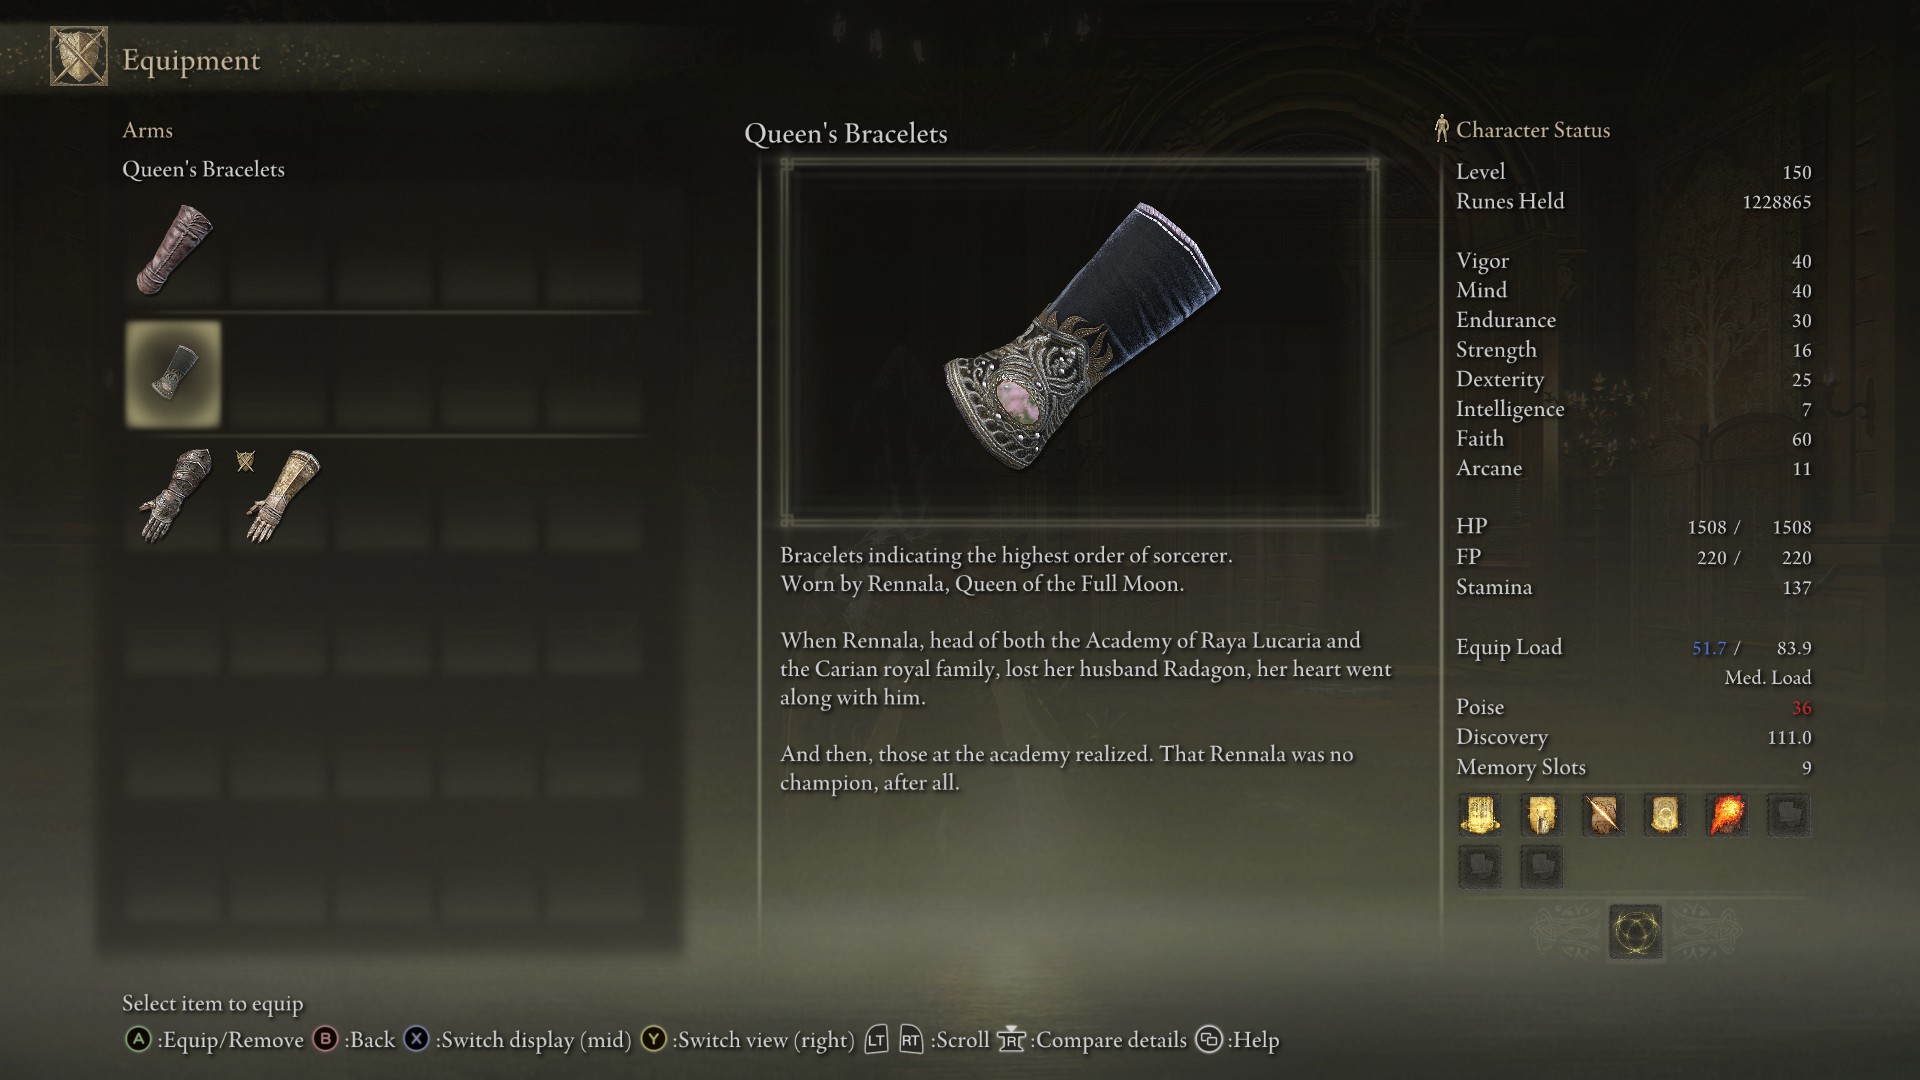 Equipment
Arms
Queen's Bracelets
Queen's Bracelets
Bracelets indicating the highest order of sorcerer.
Worn by Rennala, Queen of the Full Moon.
When Rennala, head of both the Academy of Raya Lucaria and
the Carian royal family, lost her husband Radagon, her heart went
along with him.
And then, those at the academy realized. That Rennala was no
champion, after all.
Character Status
Level 150
Runes Held 1228865
Vigor 40
Mind 40
Endurance 30
Strength 16
Dexterity 25
Intelligence 7
Faith 60
Arcane 11
HP 1508 / 1508
FP 220 / 220
Stamina 137
Equip Load 51.7 / 83.9
Med. Load
Poise 36
Discovery 111.0
Memory Slots 9
Select item to equip
A :Equip/Remove B :Back X :Switch display (mid) Y :Switch view (right) LT RT :Scroll R :Compare details :Help